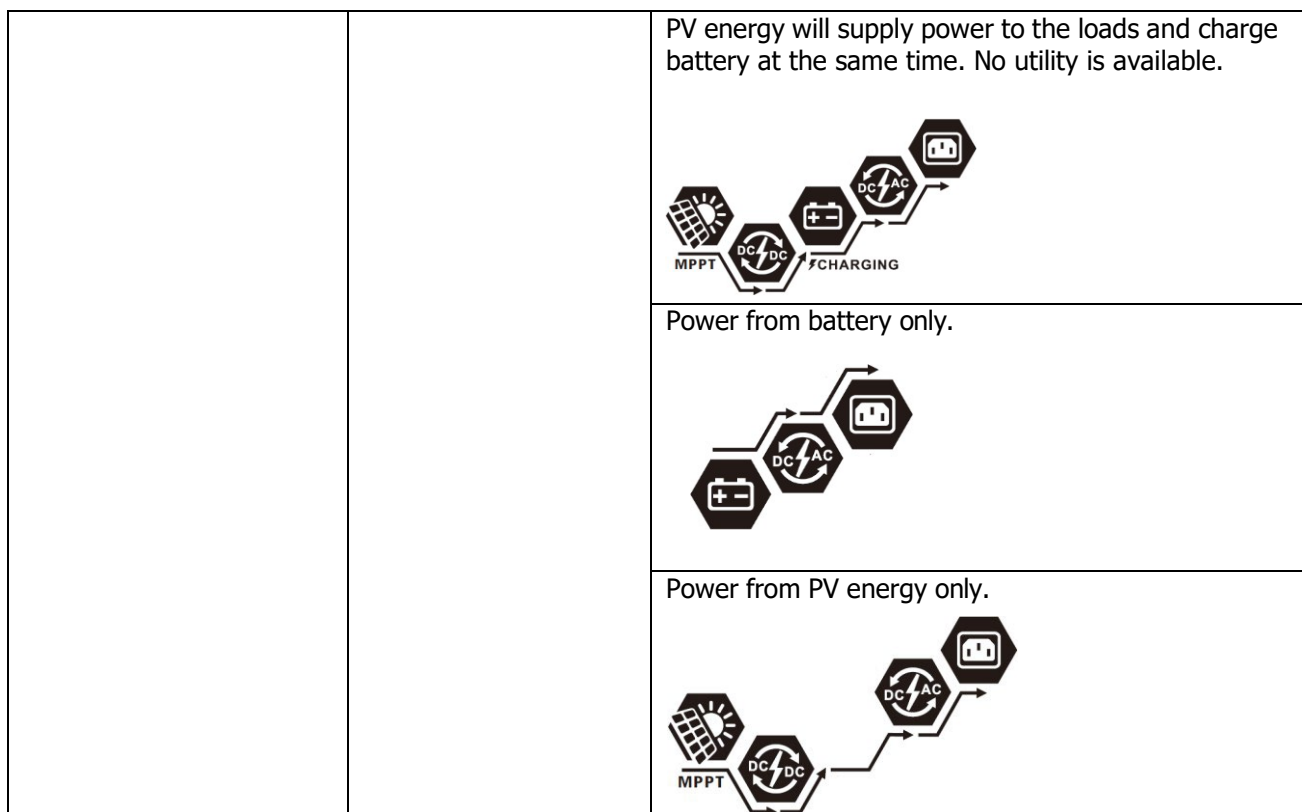 PV energy will supply power to the loads and charge
battery at the same time. No utility is available.
DC AC
DC DC
MPPT
CHARGING
Power from battery only.
DC AC
Power from PV energy only.
DC AC
DC DC
MPPT